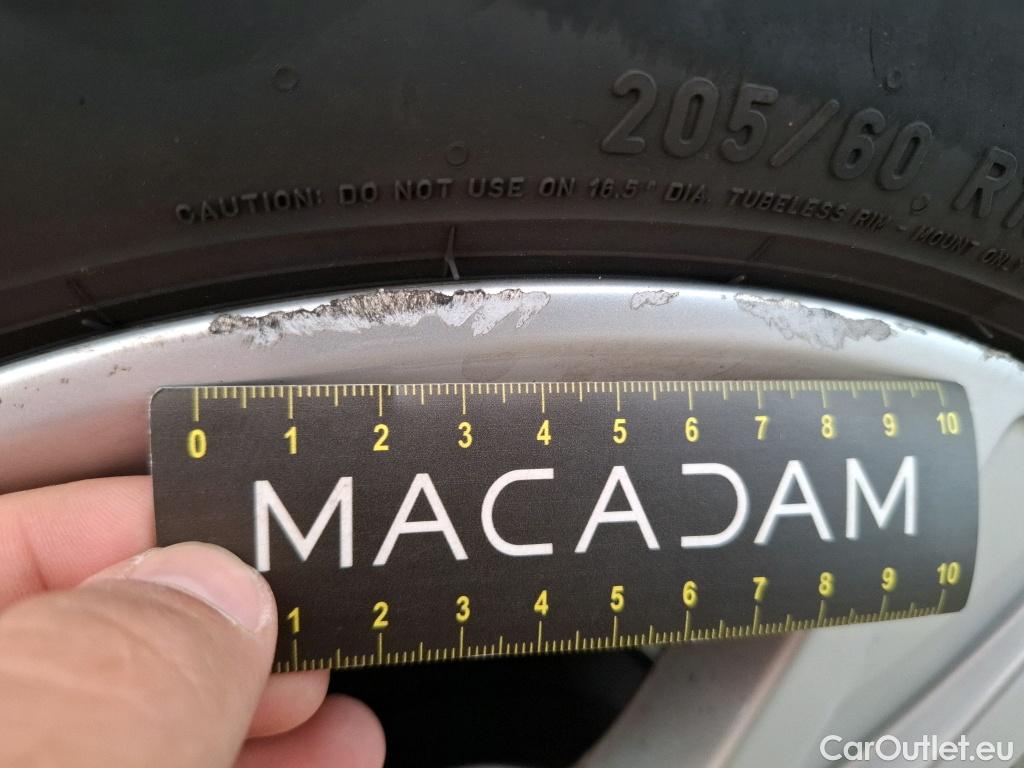 205/60 R
CAUTION: DO NOT USE ON 16.5" DIA. TUBELESS RIM - MOUNT ONLY
0 1 2 3 4 5 6 7 8 9 10
MACADAM
1 2 3 4 5 6 7 8 9 10
CarOutlet.eu